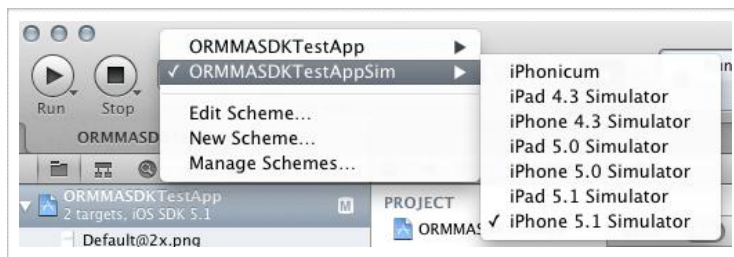 ORMMASDKTestApp
ORMMASDKTestAppSim
Edit Scheme...
New Scheme...
Manage Schemes...
iPhonicum
iPad 4.3 Simulator
iPhone 4.3 Simulator
iPad 5.0 Simulator
iPhone 5.0 Simulator
iPad 5.1 Simulator
iPhone 5.1 Simulator
Run Stop
ORMMASD
ORMMASDKTestApp M
2 targets, iOS SDK 5.1
Default@2x.png
PROJECT
ORMMAS